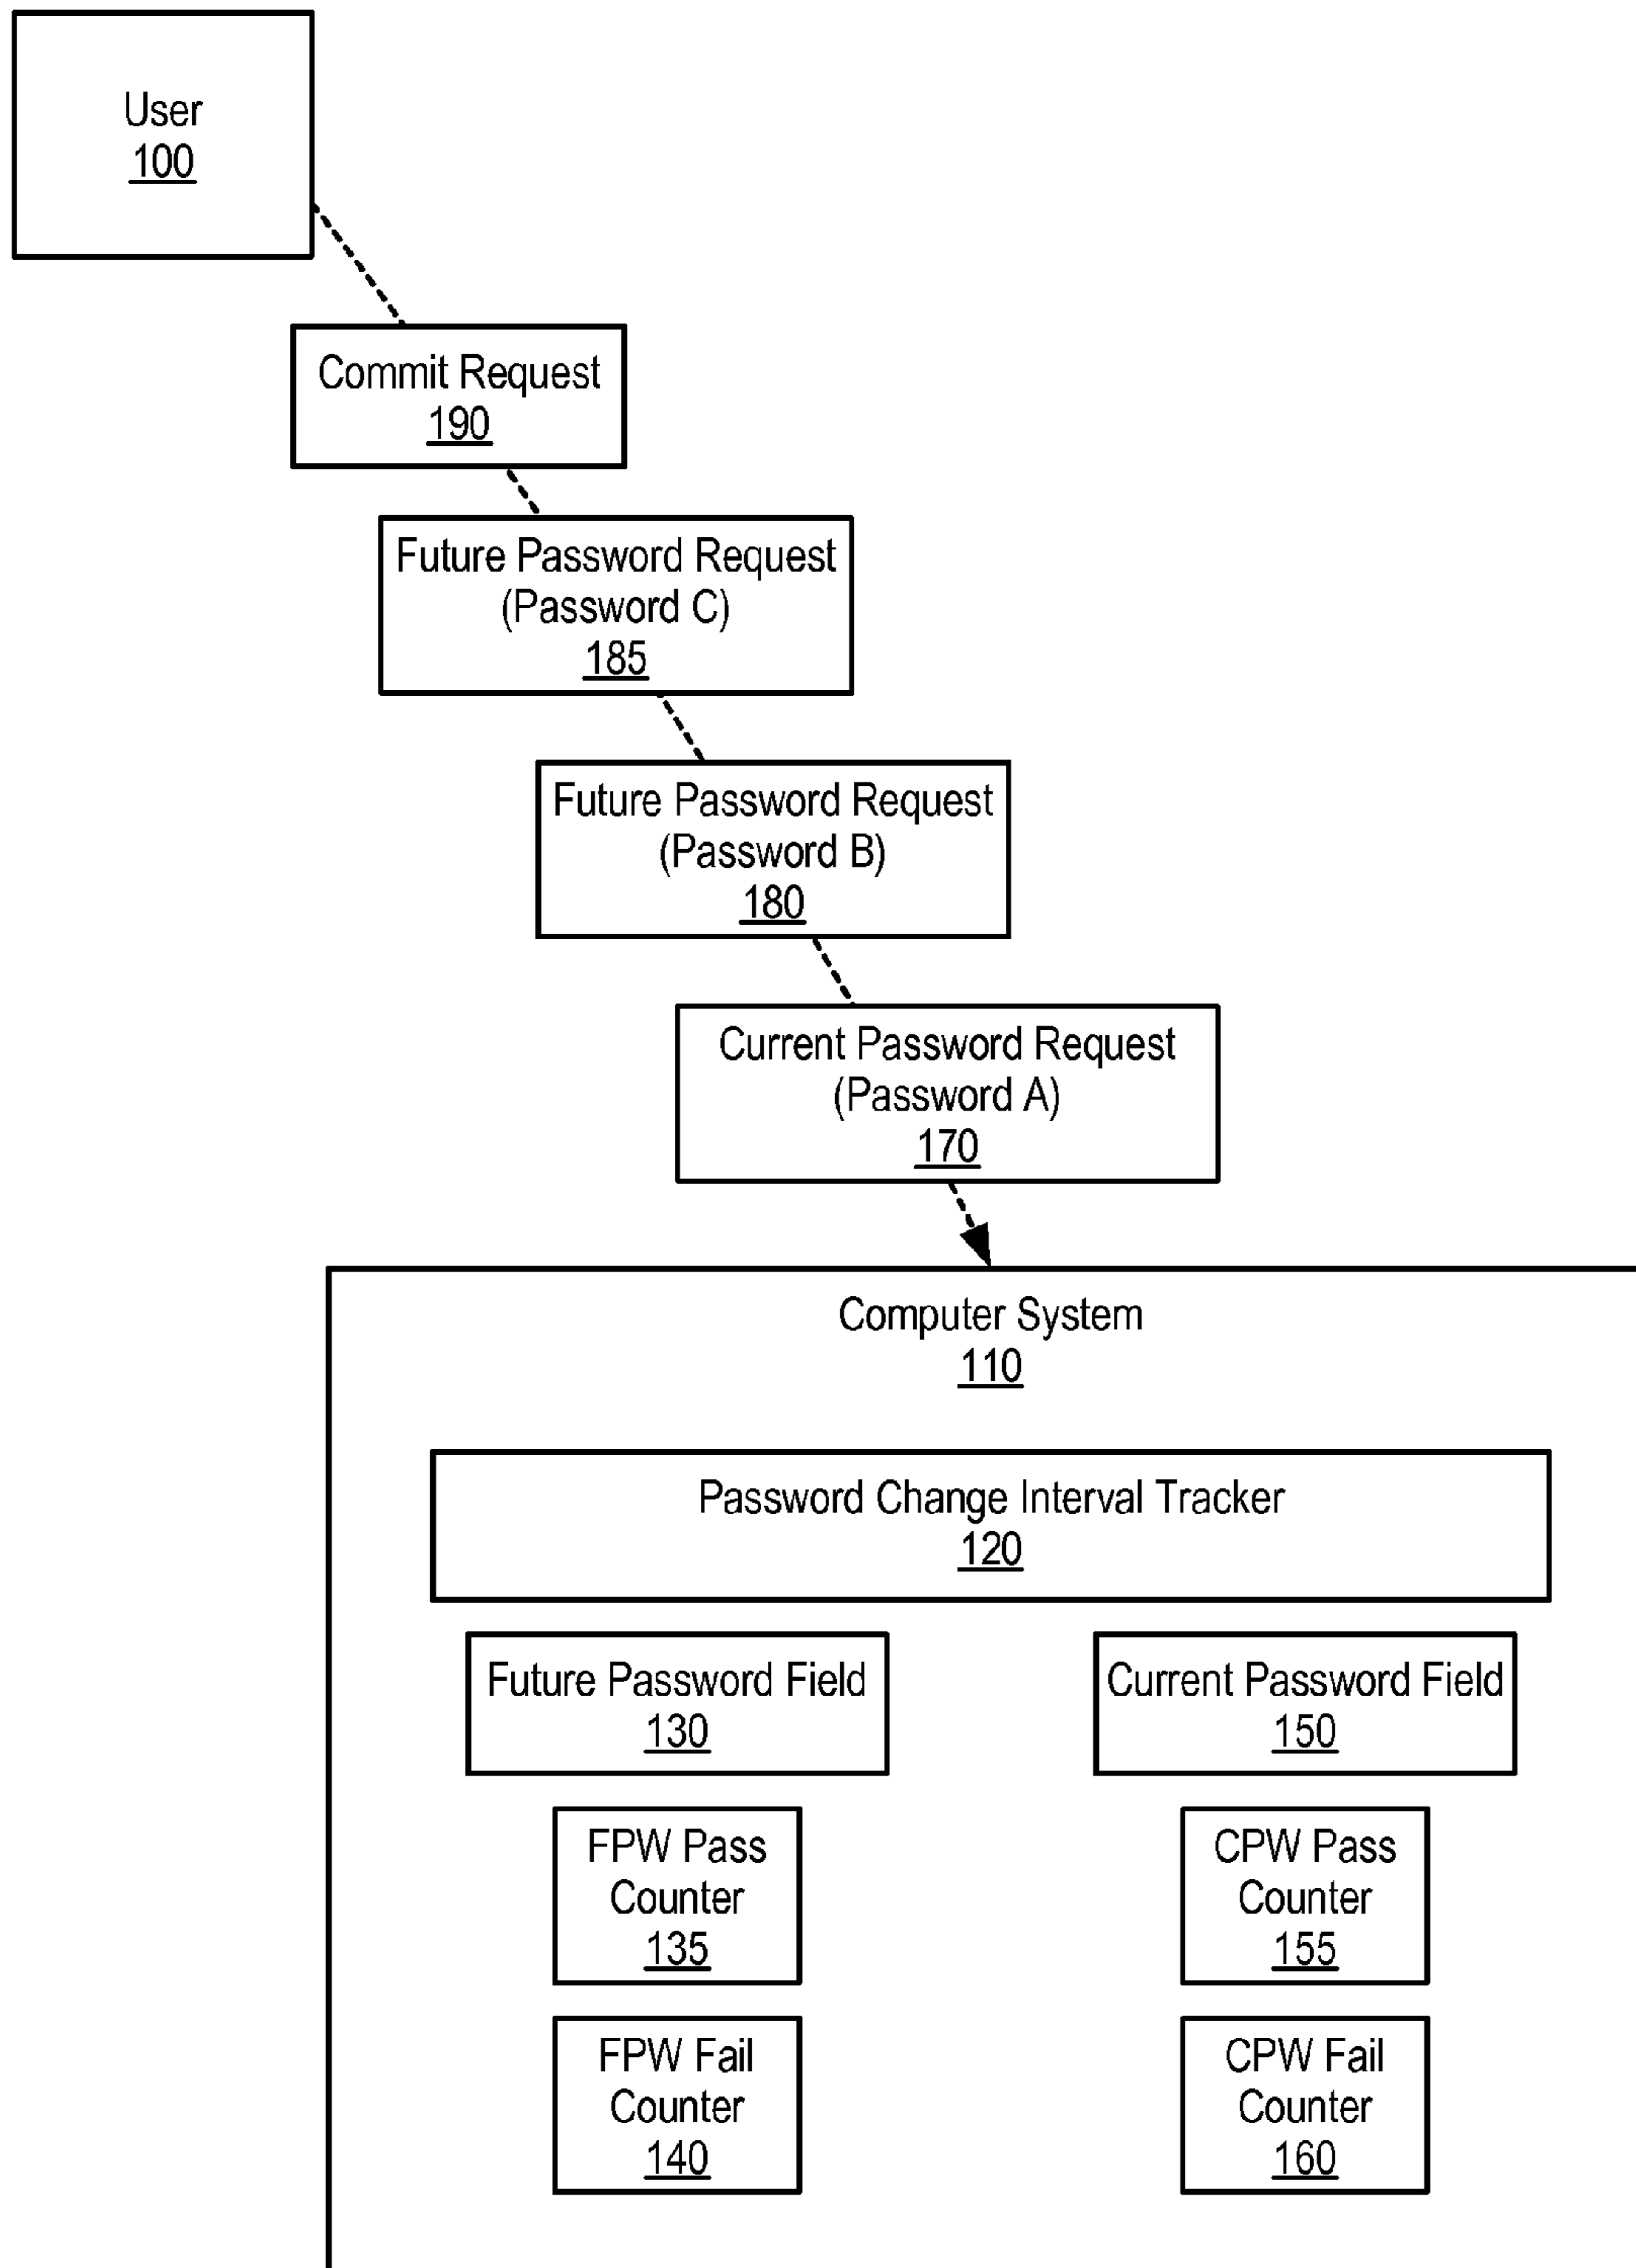 User
100
Commit Request
190
Future Password Request
(Password C)
185
Future Password Request
(Password B)
180
Current Password Request
(Password A)
170
Computer System
110
Password Change Interval Tracker
120
Future Password Field
130
Current Password Field
150
FPW Pass
Counter
135
CPW Pass
Counter
155
FPW Fail
Counter
140
CPW Fail
Counter
160